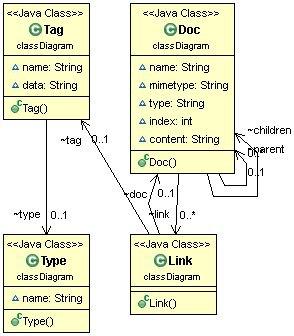 <<Java Class>>
C Tag
classDiagram
name: String
data: String
Tag()
<<Java Class>>
C Doc
classDiagram
name: String
mimetype: String
type: String
index: int
content: String
Doc()
~children
~parent
0..1
0..1
~tag
0..1
~doc
0..1
~link
0..*
~type
0..1
<<Java Class>>
C Type
classDiagram
name: String
Type()
<<Java Class>>
C Link
classDiagram
Link()